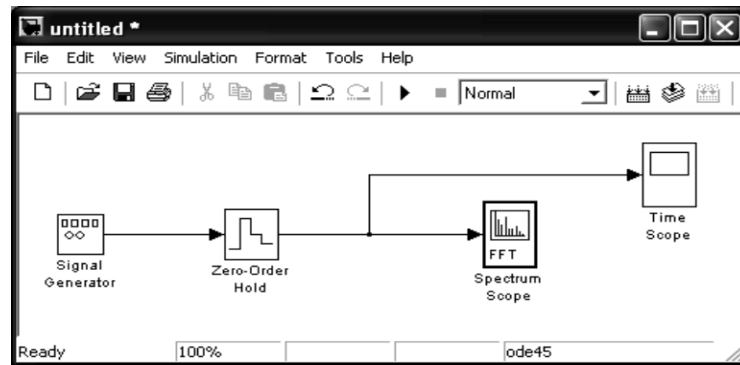 untitled *
File Edit View Simulation Format Tools Help
Normal
Time
Scope
Signal
Generator
Zero-Order
Hold
FFT
Spectrum
Scope
Ready 100% ode45